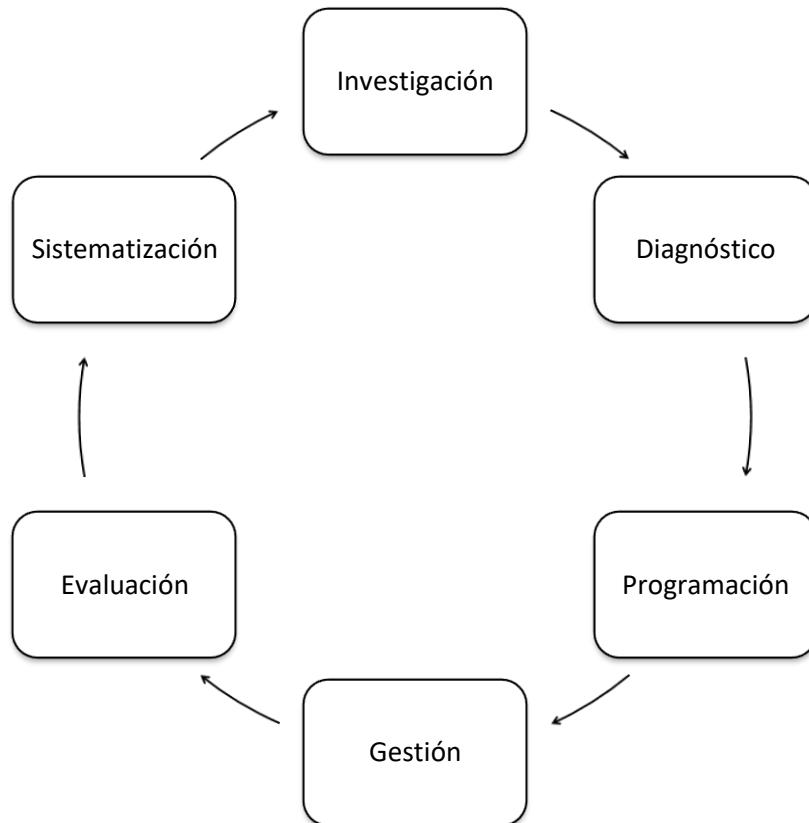 Investigación
Diagnóstico
Programación
Gestión
Evaluación
Sistematización